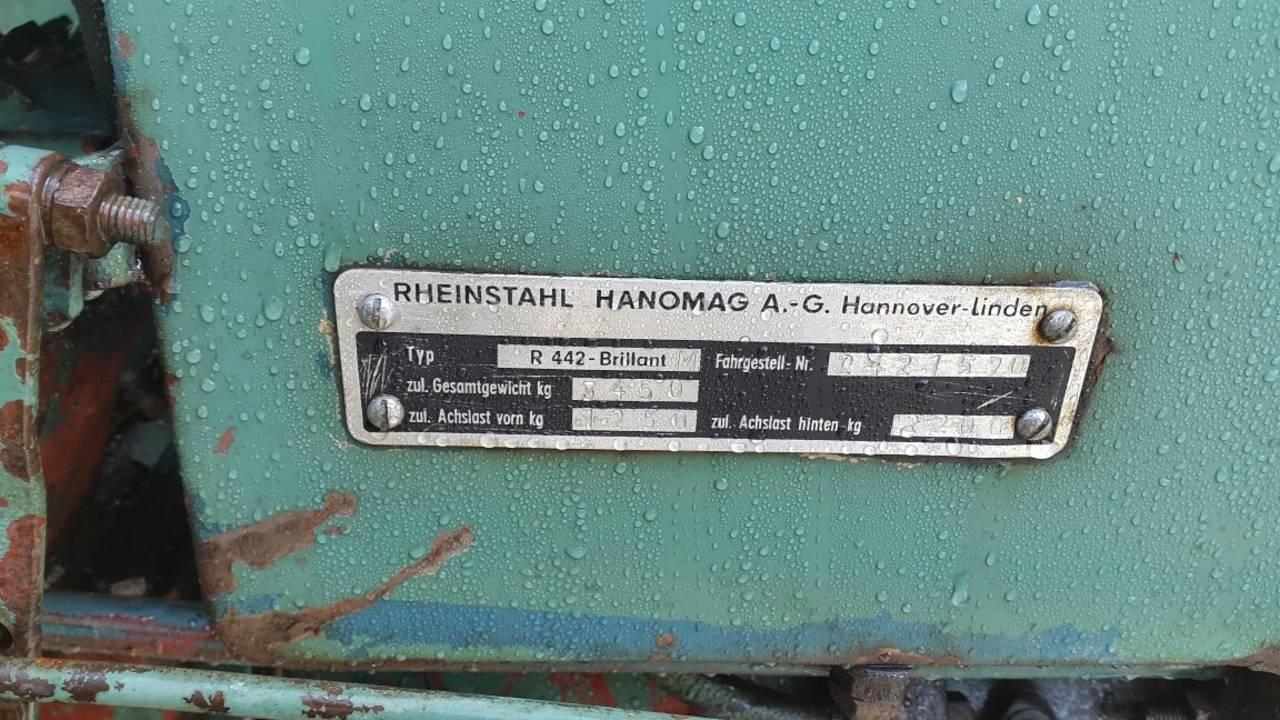 RHEINSTAHL HANOMAG A.-G. Hannover-Linden
Typ R 442-Brillant M Fahrgestell-Nr.
zul. Gesamtgewicht kg 3450
zul. Achslast vorn kg 1250 zul. Achslast hinten kg 2200